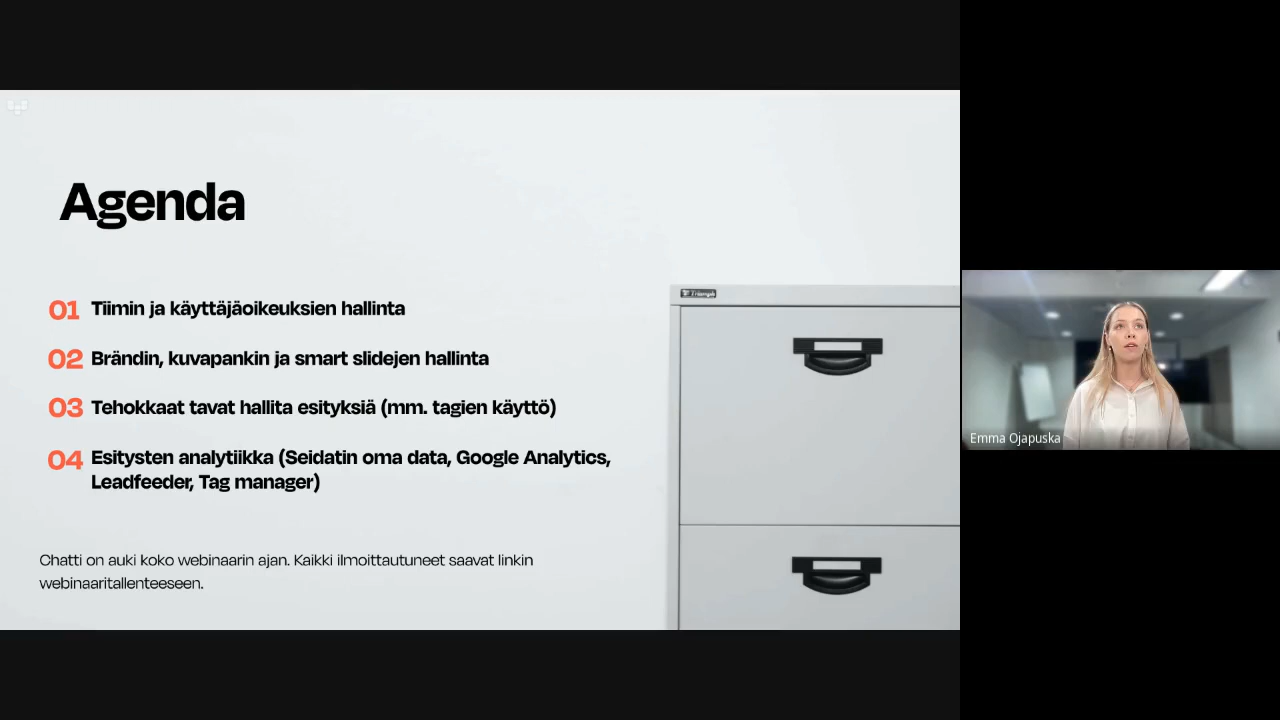 Agenda
01 Tiimin ja käyttäjäoikeuksien hallinta
02 Brändin, kuvapankin ja smart slidejen hallinta
03 Tehokkaat tavat hallita esityksiä (mm. tagien käyttö)
04 Esitysten analytiikka (Seidatin oma data, Google Analytics,
Leadfeeder, Tag manager)
Chatti on auki koko webinaarin ajan. Kaikki ilmoittautuneet saavat linkin
webinaaritallenteeseen.
Emma Ojapuska